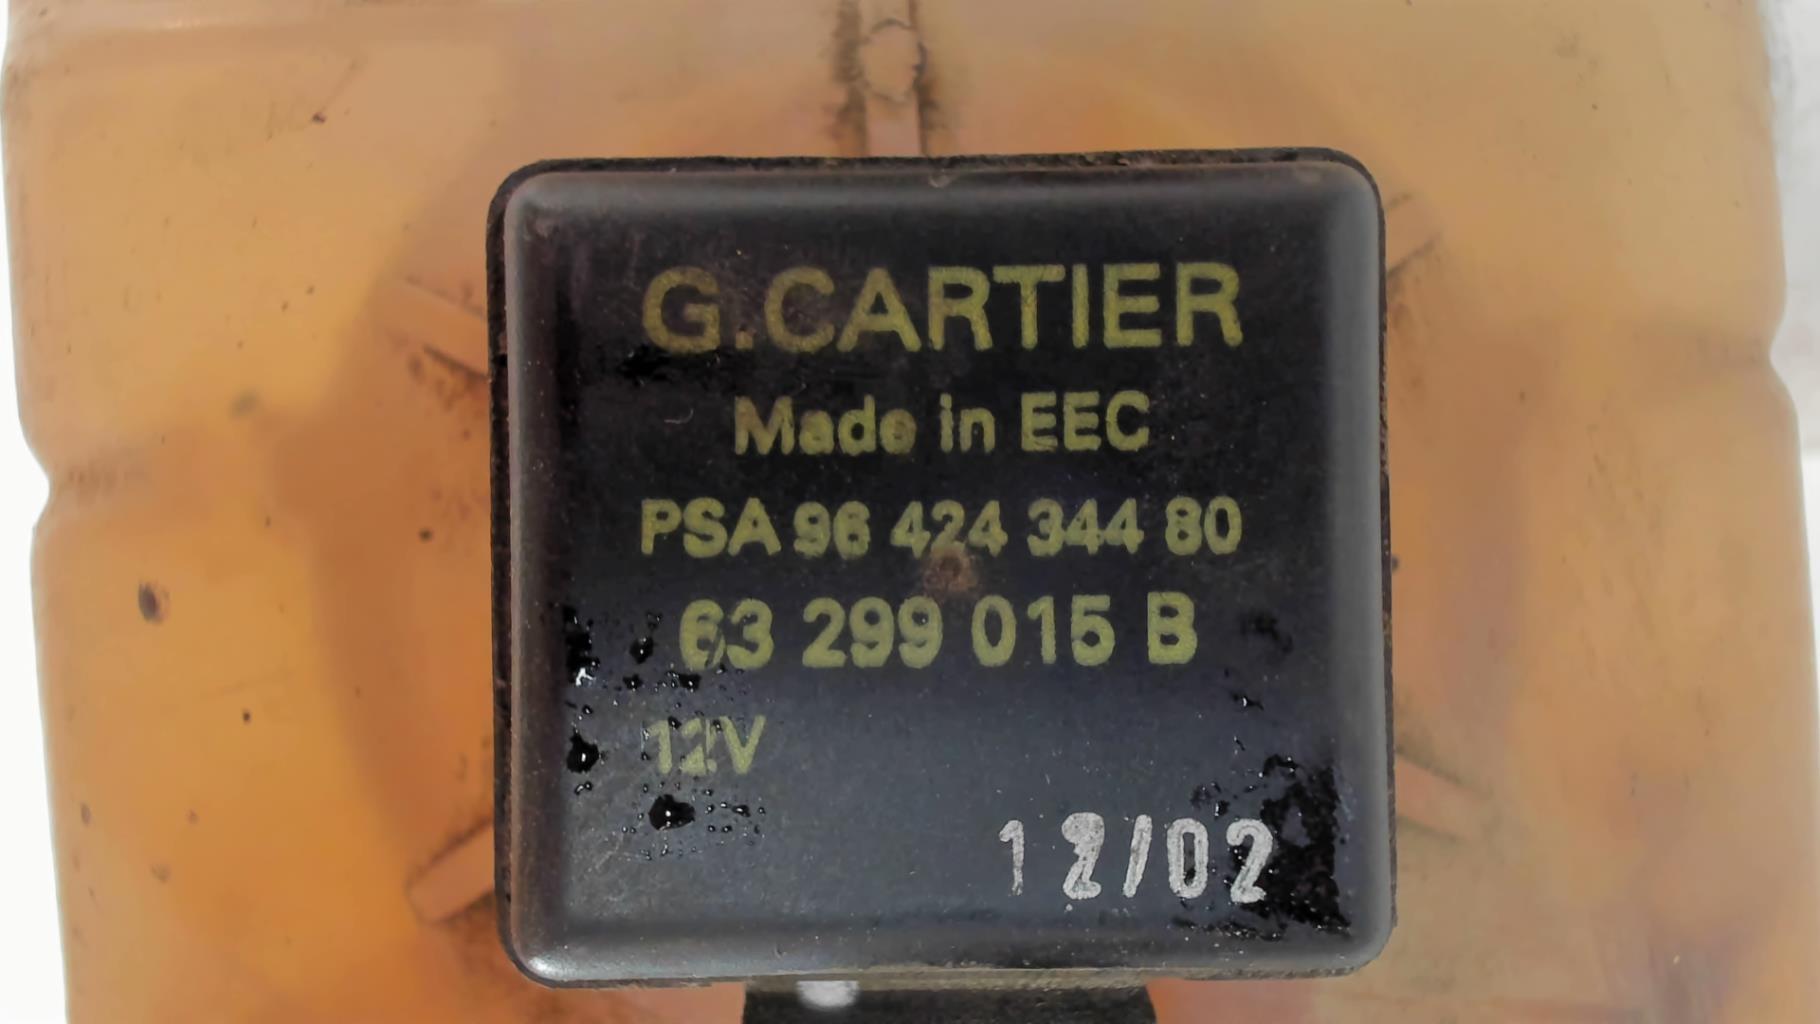 G.CARTIER
Made in EEC
PSA 96 424 344 80
63 299 015 B
12V
12/02